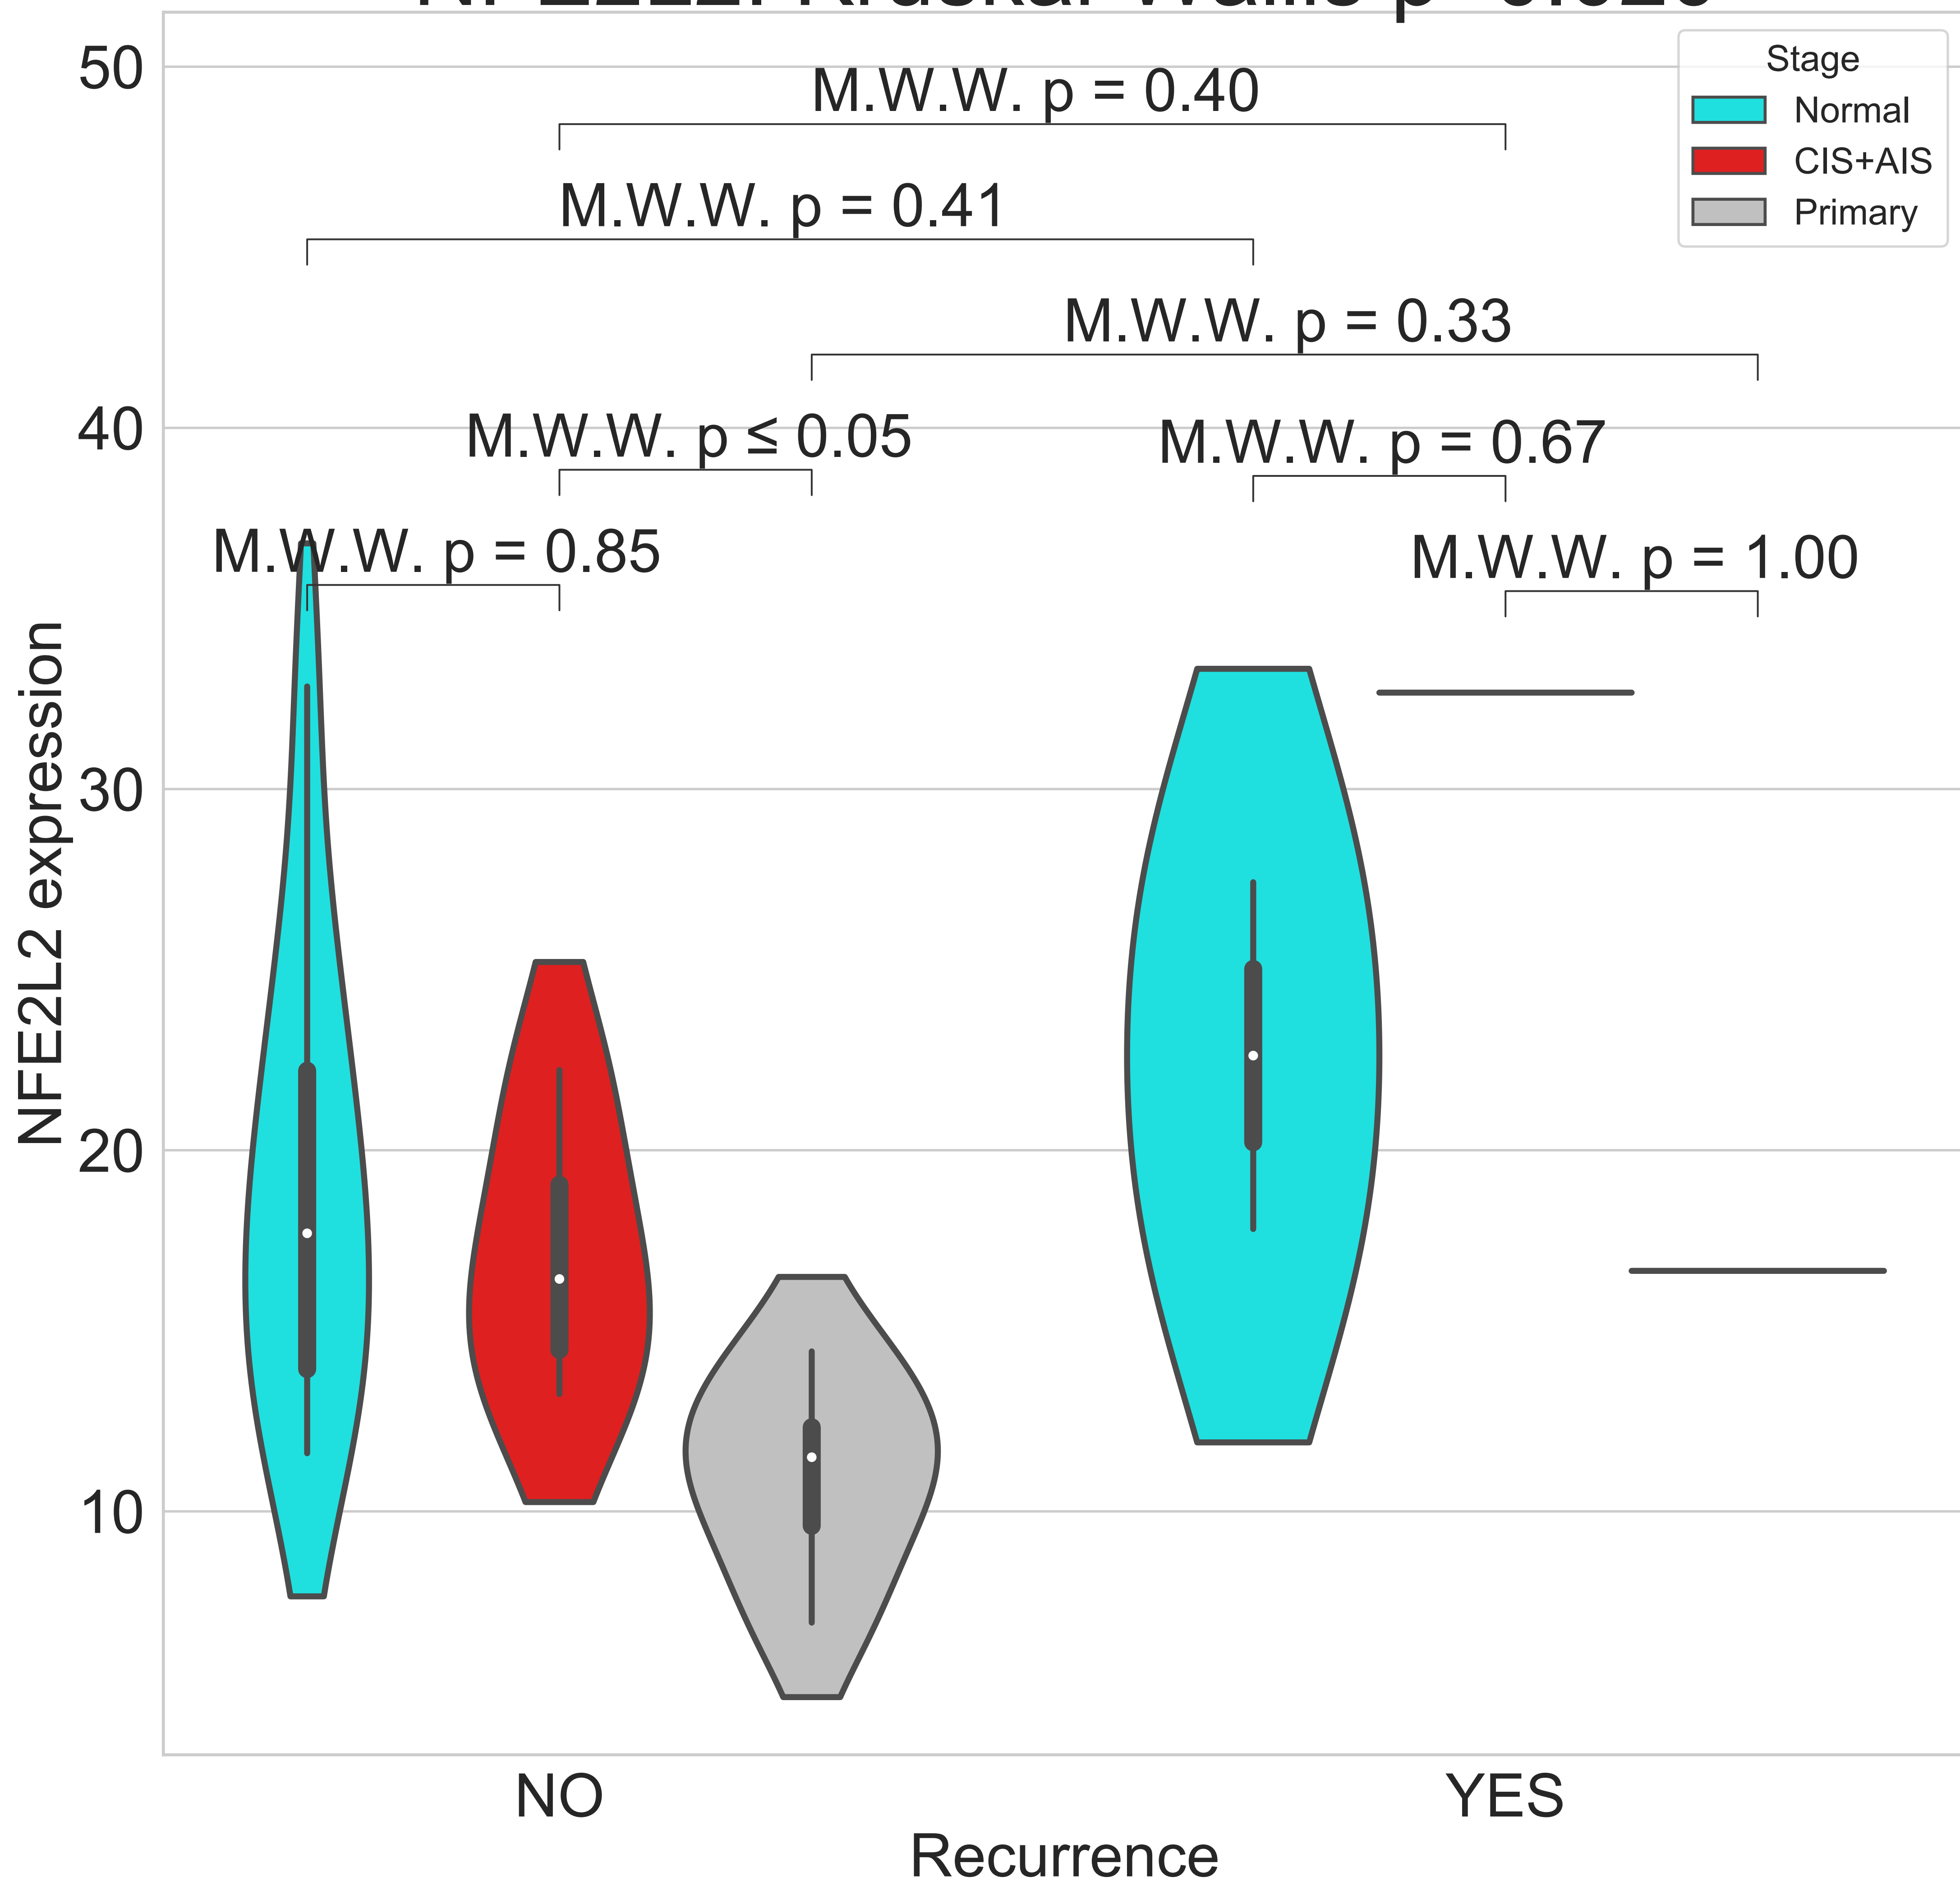 50
M.W.W. p = 0.40
Stage
Normal
CIS+AIS
Primary
M.W.W. p = 0.41
M.W.W. p = 0.33
40
M.W.W. p ≤ 0.05
M.W.W. p = 0.67
M.W.W. p = 0.85
M.W.W. p = 1.00
30
NFE2L2 expression
20
10
NO
YES
Recurrence